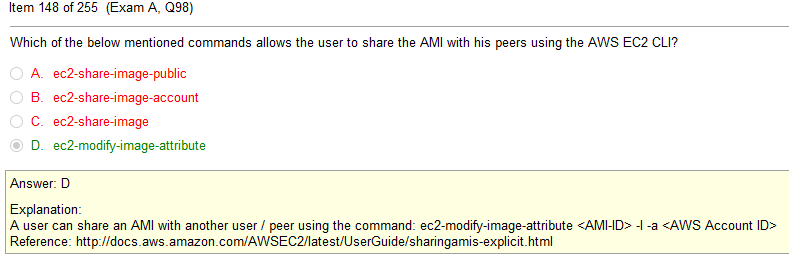 Item 148 of 255 (Exam A, Q98)
Which of the below mentioned commands allows the user to share the AMI with his peers using the AWS EC2 CLI?
A. ec2-share-image-public
B. ec2-share-image-account
C. ec2-share-image
D. ec2-modify-image-attribute
Answer: D
Explanation:
A user can share an AMI with another user / peer using the command: ec2-modify-image-attribute <AMI-ID> -l -a <AWS Account ID>
Reference: http://docs.aws.amazon.com/AWSEC2/latest/UserGuide/sharingamis-explicit.html